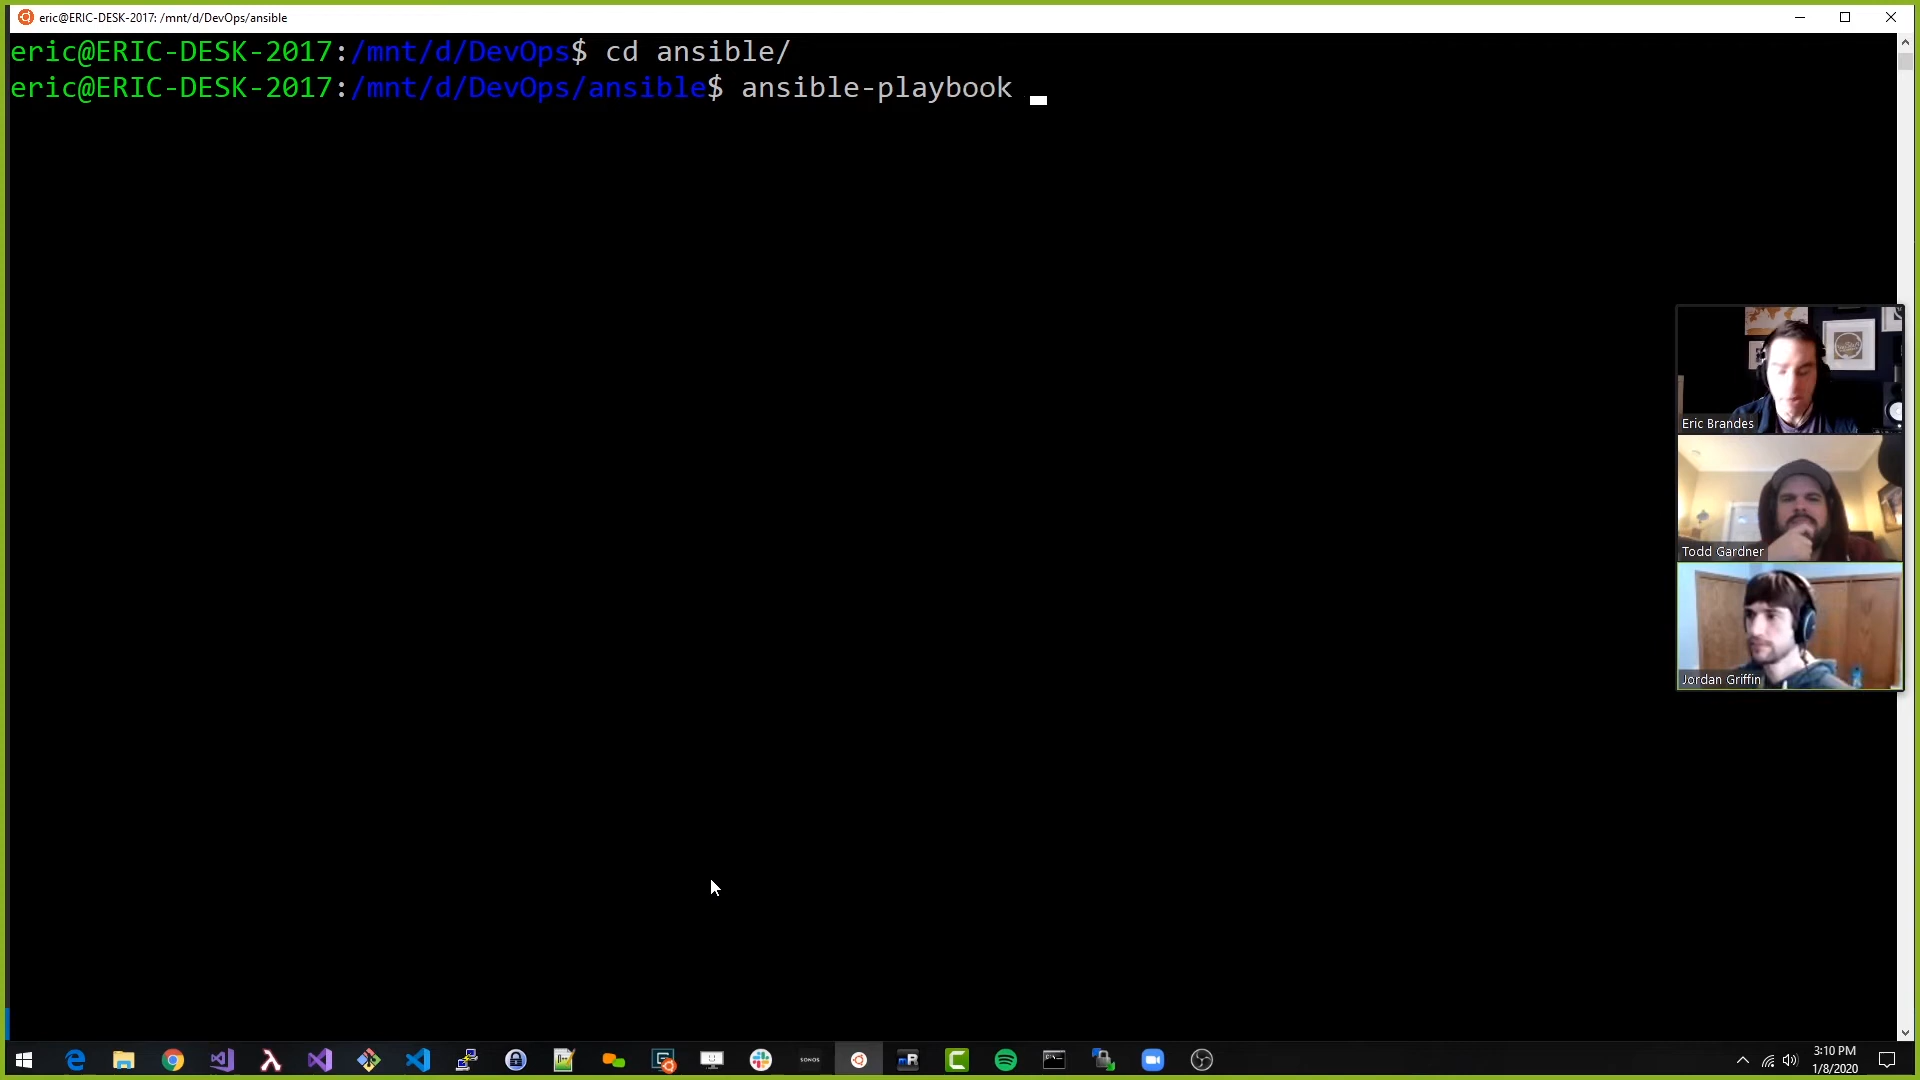 eric@ERIC-DESK-2017: /mnt/d/DevOps/ansible
eric@ERIC-DESK-2017:/mnt/d/DevOps$ cd ansible/
eric@ERIC-DESK-2017:/mnt/d/DevOps/ansible$ ansible-playbook
Eric Brandes
Todd Gardner
Jordan Griffin
SONOS
3:10 PM
1/8/2020